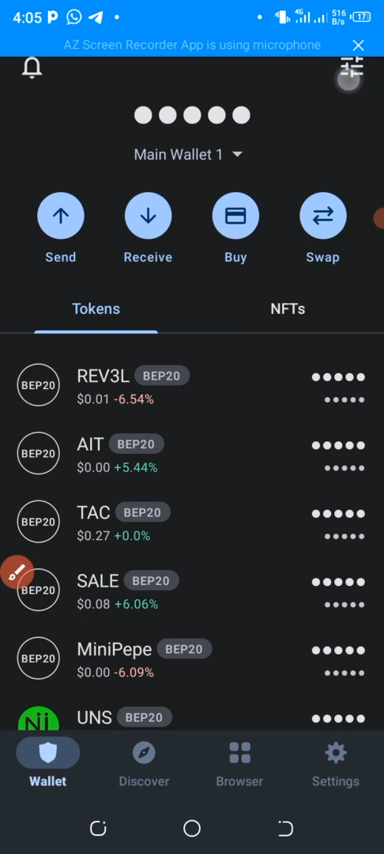 4:05 4G 516 B/s 17
AZ Screen Recorder App is using microphone
Main Wallet 1
Send Receive Buy Swap
Tokens NFTs
BEP20 REV3L BEP20
$0.01 -6.54%
BEP20 AIT BEP20
$0.00 +5.44%
BEP20 TAC BEP20
$0.27 +0.0%
BEP20 SALE BEP20
$0.08 +6.06%
BEP20 MiniPepe BEP20
$0.00 -6.09%
UNS BEP20
Wallet Discover Browser Settings